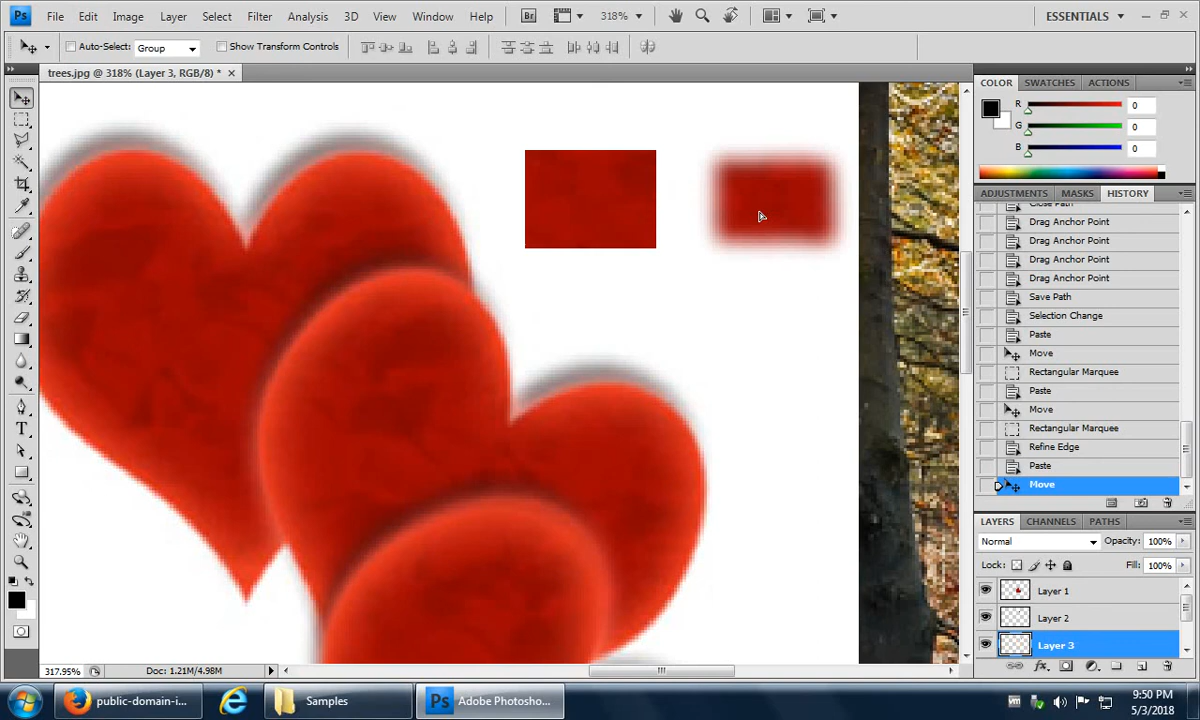 Ps File Edit Image Layer Select Filter Analysis 3D View Window Help Br 318% ESSENTIALS
Auto-Select: Group Show Transform Controls
trees.jpg @ 318% (Layer 3, RGB/8) *
COLOR SWATCHES ACTIONS
R 0
G 0
B 0
ADJUSTMENTS MASKS HISTORY
Close Path
Drag Anchor Point
Drag Anchor Point
Drag Anchor Point
Drag Anchor Point
Save Path
Selection Change
Paste
Move
Rectangular Marquee
Paste
Move
Rectangular Marquee
Refine Edge
Paste
Move
LAYERS CHANNELS PATHS
Normal Opacity: 100%
Lock: Fill: 100%
Layer 1
Layer 2
Layer 3
T
317.95% Doc: 1.21M/4.98M
public-domain-i... Samples Ps Adobe Photosho...
9:50 PM
5/3/2018